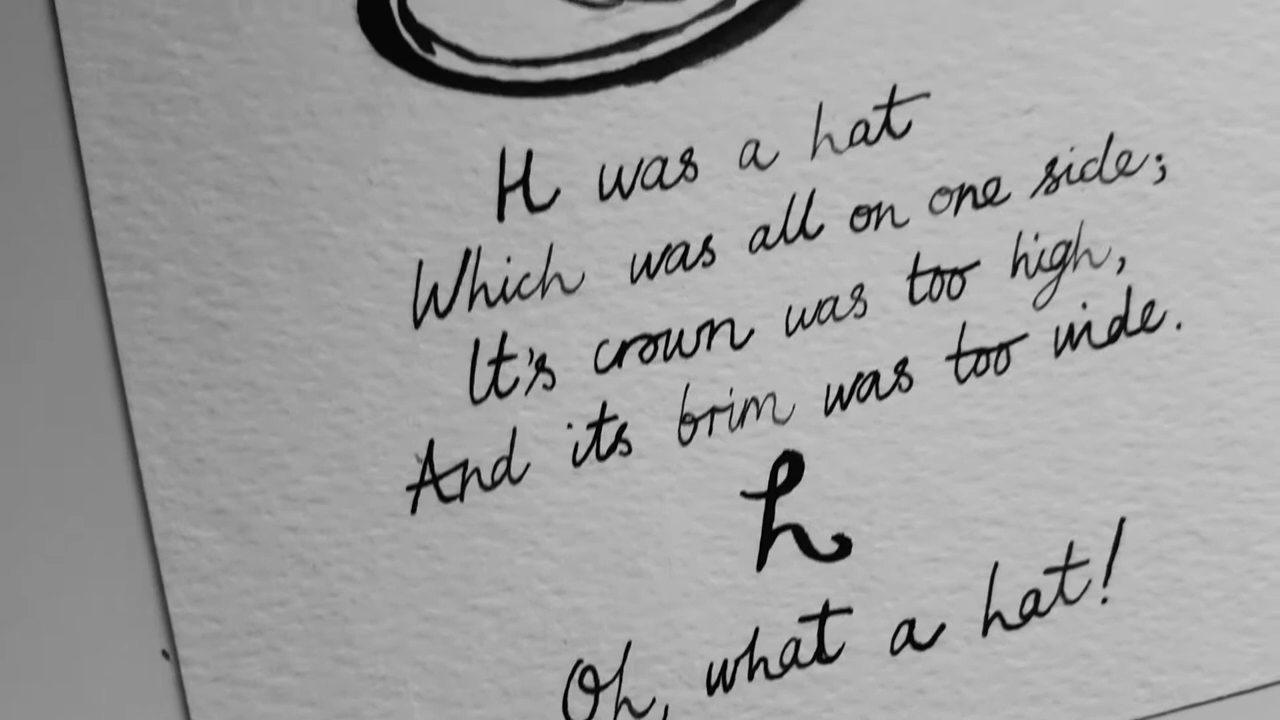 H was a hat
Which was all on one side;
It's crown was too high,
And its brim was too wide.
h
Oh, what a hat!